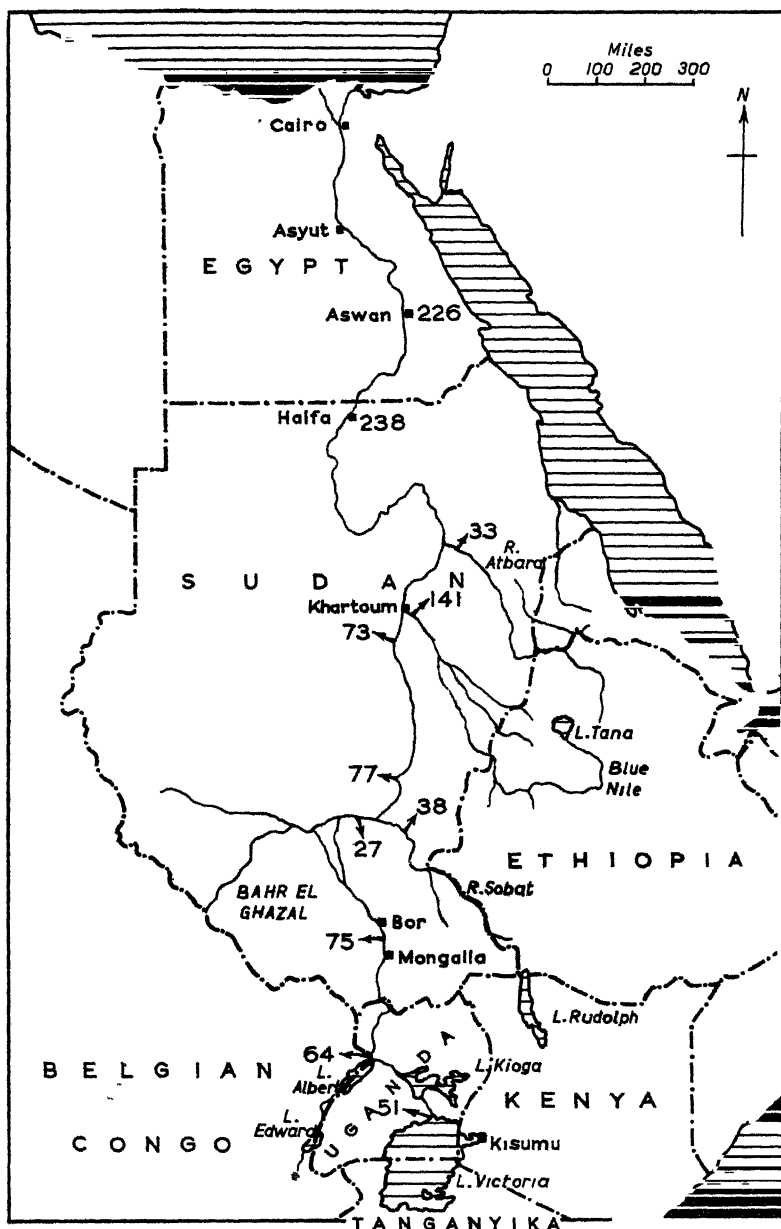 Miles
0 100 200 300
N
Cairo
Asyut
EGYPT
Aswan 226
Halfa 238
33
R. Atbara
SUDAN
Khartoum 141
73
L. Tana
Blue Nile
77
38
27
ETHIOPIA
BAHR EL GHAZAL
R. Sobat
Bor
75
Mongalla
L. Rudolph
64
BELGIAN CONGO
L. Albert
UGANDA
L. Kioga
KENYA
51
L. Edward
Kisumu
L. Victoria
TANGANYIKA